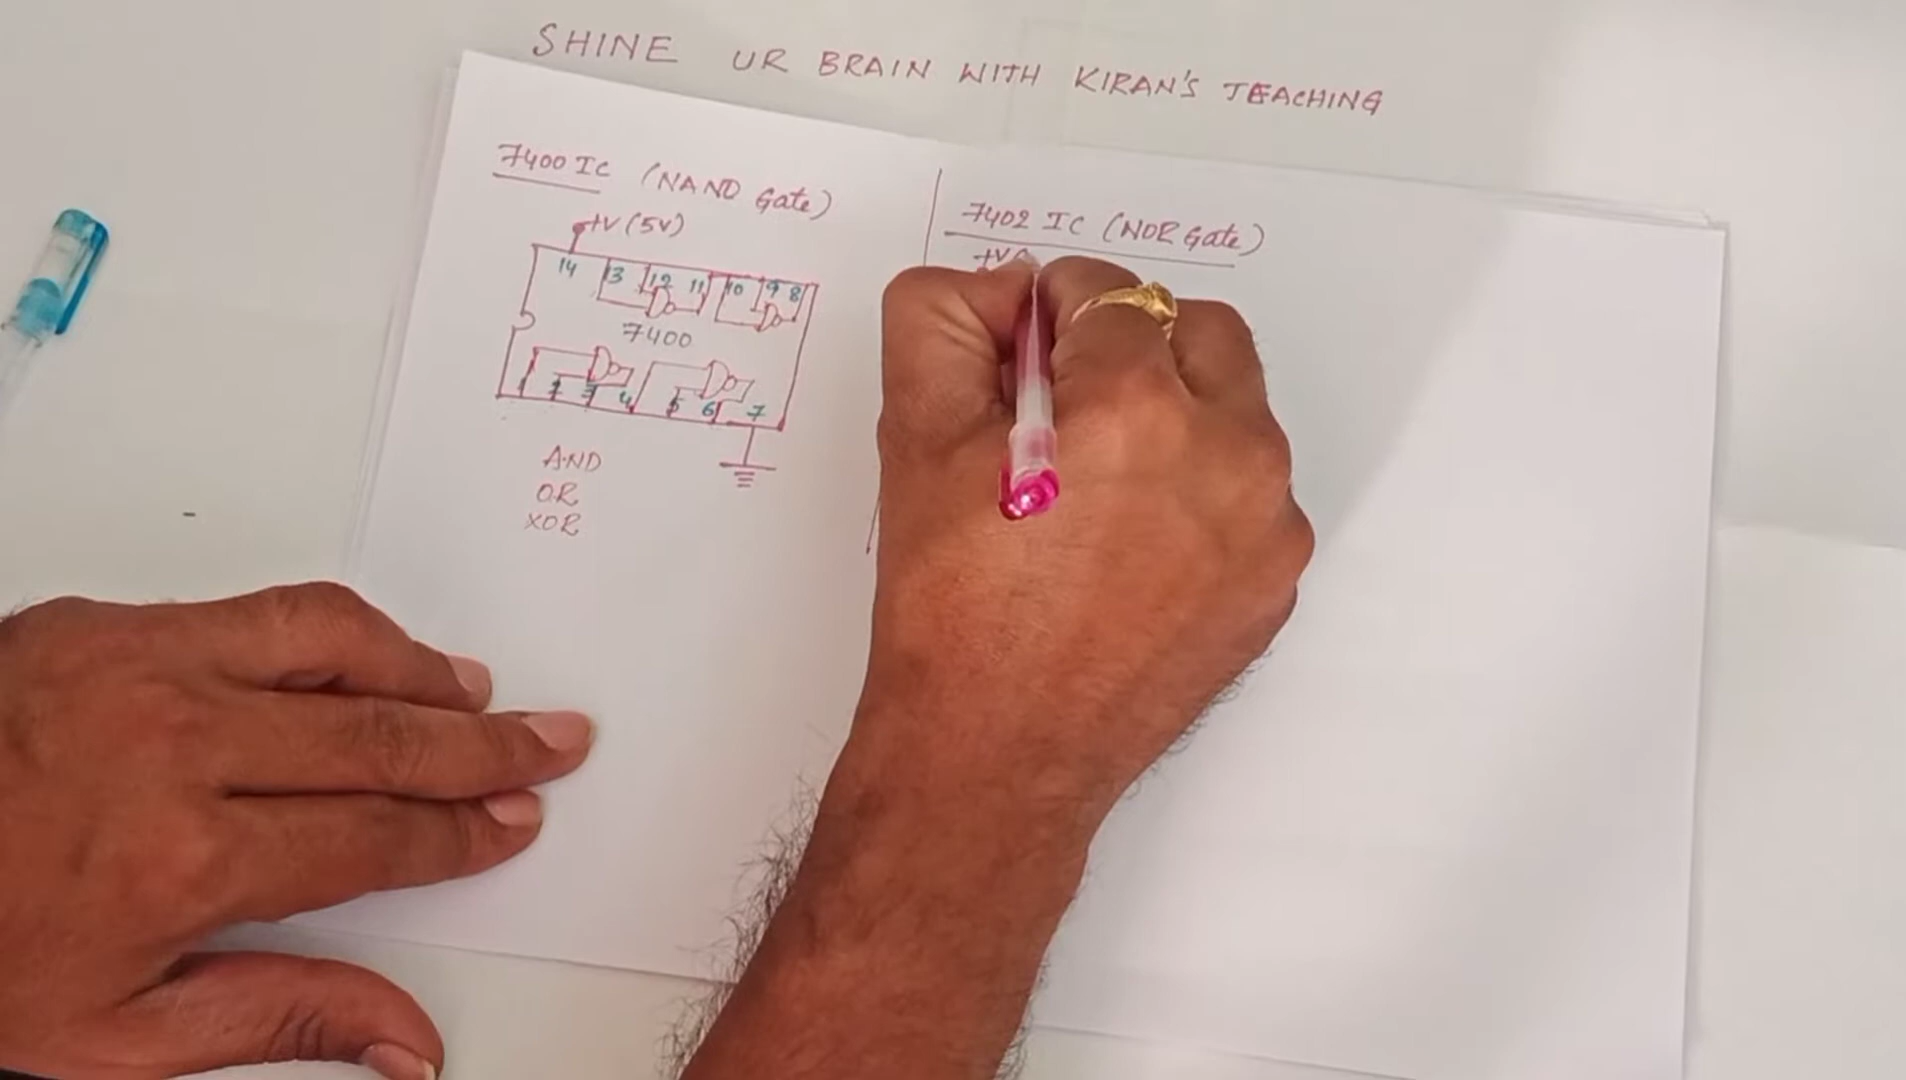 SHINE UR BRAIN WITH KIRAN'S TEACHING
7400 IC (NAND Gate)
+V (5V)
14 13 12 11 10 9 8
7400
1 2 3 4 5 6 7
AND
OR
XOR
7402 IC (NOR Gate)
+V